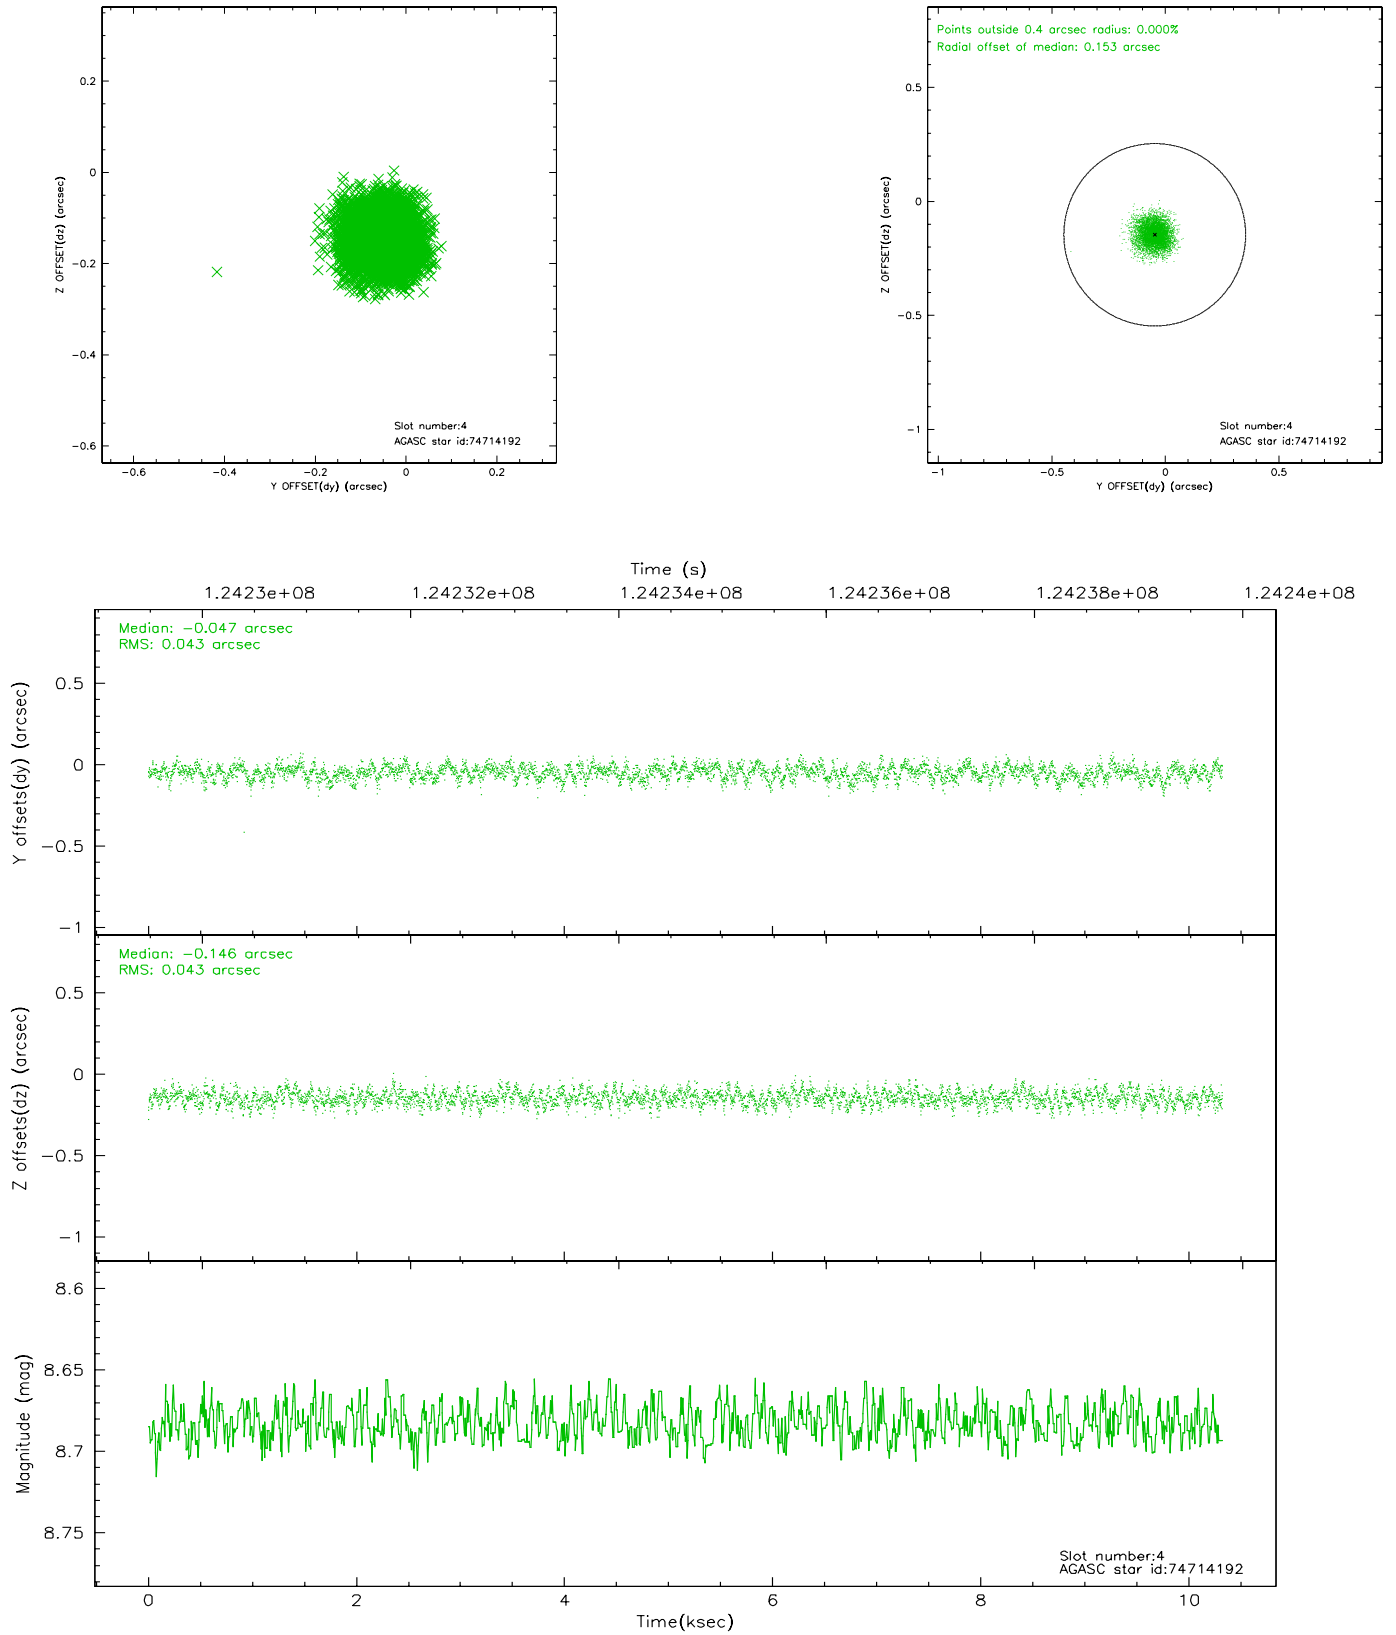 0.2
0
−0.2
−0.4
−0.6
Z OFFSET(dz) (arcsec)
Slot number:4
AGASC star id:74714192
−0.6
−0.4
−0.2
0
0.2
Y OFFSET(dy) (arcsec)
Points outside 0.4 arcsec radius: 0.000%
Radial offset of median: 0.153 arcsec
0.5
0
−0.5
−1
Z OFFSET(dz) (arcsec)
Slot number:4
AGASC star id:74714192
−1
−0.5
0
0.5
Y OFFSET(dy) (arcsec)
Time (s)
1.2423e+08
1.24232e+08
1.24234e+08
1.24236e+08
1.24238e+08
1.2424e+08
Median: −0.047 arcsec
RMS: 0.043 arcsec
0.5
0
−0.5
−1
Y offsets(dy) (arcsec)
Median: −0.146 arcsec
RMS: 0.043 arcsec
0.5
0
−0.5
−1
Z offsets(dz) (arcsec)
8.6
8.65
8.7
8.75
Magnitude (mag)
Slot number:4
AGASC star id:74714192
0
2
4
6
8
10
Time(ksec)